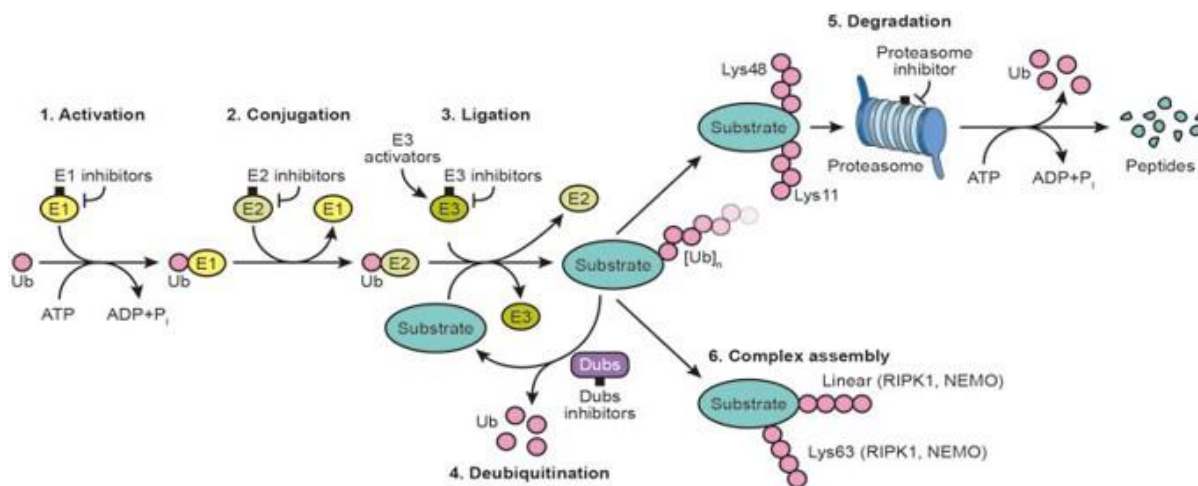 5. Degradation
Lys48
Proteasome
inhibitor
Ub
1. Activation
2. Conjugation
3. Ligation
Substrate
E3
activators
Proteasome
ATP
ADP+Pi
Peptides
E1 inhibitors
E2 inhibitors
E3 inhibitors
E1
E2
E1
E3
E2
Lys11
Ub
Ub
E1
Ub
E2
Substrate
[Ub]n
ATP
ADP+Pi
Substrate
E3
6. Complex assembly
Dubs
Linear (RIPK1, NEMO)
Dubs
inhibitors
Substrate
Ub
Lys63 (RIPK1, NEMO)
4. Deubiquitination